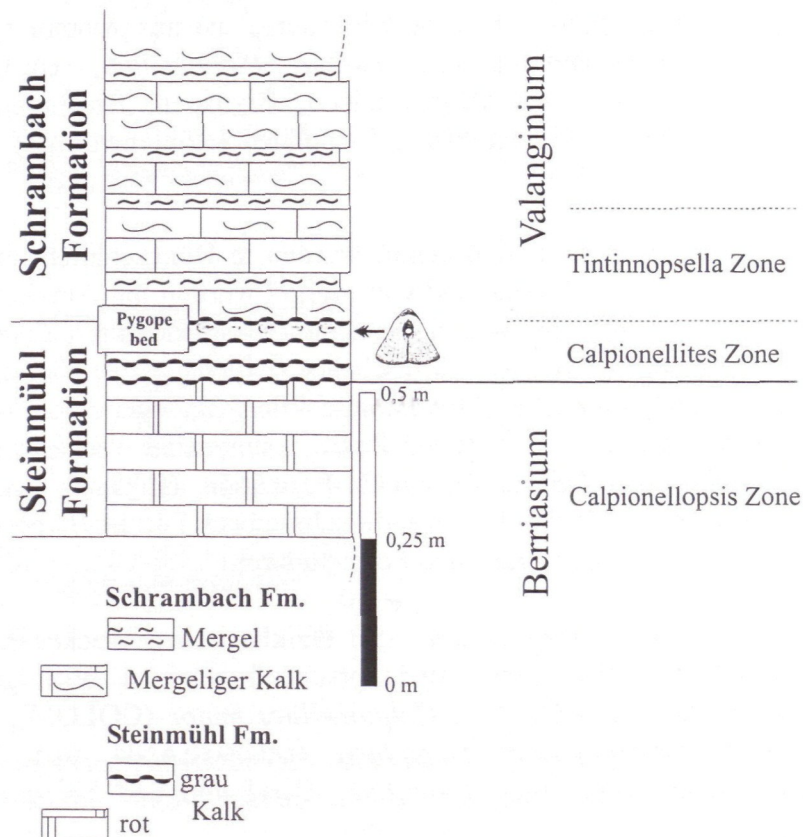 Schrambach
Formation
Steinmühl
Formation
Pygope
bed
Valanginium
Berriasium
Tintinnopsella Zone
Calpionellites Zone
Calpionellopsis Zone
0,5 m
0,25 m
0 m
Schrambach Fm.
Mergel
Mergeliger Kalk
Steinmühl Fm.
grau
Kalk
rot